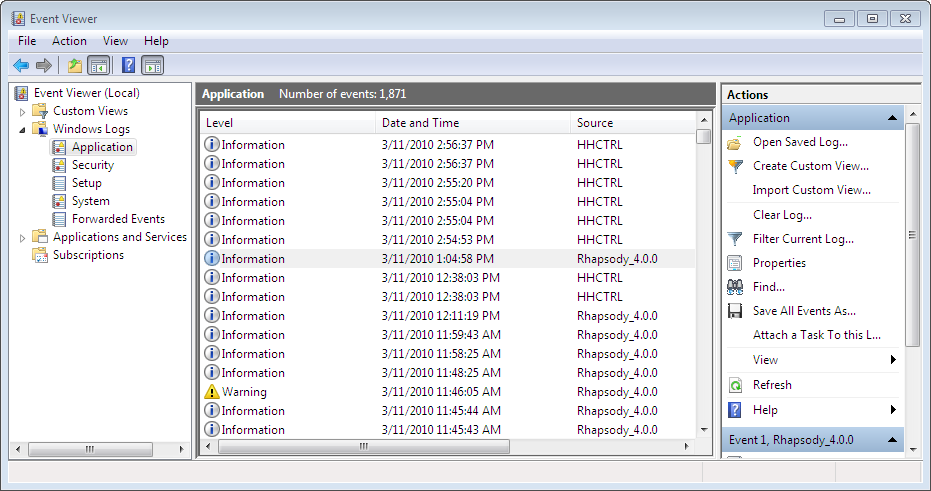 Event Viewer
File Action View Help
Event Viewer (Local)
Custom Views
Windows Logs
Application
Security
Setup
System
Forwarded Events
Applications and Services
Subscriptions
Application Number of events: 1,871
Level Date and Time Source
Information 3/11/2010 2:56:37 PM HHCTRL
Information 3/11/2010 2:56:37 PM HHCTRL
Information 3/11/2010 2:55:20 PM HHCTRL
Information 3/11/2010 2:55:04 PM HHCTRL
Information 3/11/2010 2:55:04 PM HHCTRL
Information 3/11/2010 2:54:53 PM HHCTRL
Information 3/11/2010 1:04:58 PM Rhapsody_4.0.0
Information 3/11/2010 12:38:03 PM HHCTRL
Information 3/11/2010 12:38:03 PM HHCTRL
Information 3/11/2010 12:11:19 PM Rhapsody_4.0.0
Information 3/11/2010 11:59:43 AM Rhapsody_4.0.0
Information 3/11/2010 11:58:25 AM Rhapsody_4.0.0
Information 3/11/2010 11:48:25 AM Rhapsody_4.0.0
Warning 3/11/2010 11:46:05 AM Rhapsody_4.0.0
Information 3/11/2010 11:45:44 AM Rhapsody_4.0.0
Information 3/11/2010 11:45:43 AM Rhapsody_4.0.0
Actions
Application
Open Saved Log...
Create Custom View...
Import Custom View...
Clear Log...
Filter Current Log...
Properties
Find...
Save All Events As...
Attach a Task To this L...
View
Refresh
Help
Event 1, Rhapsody_4.0.0